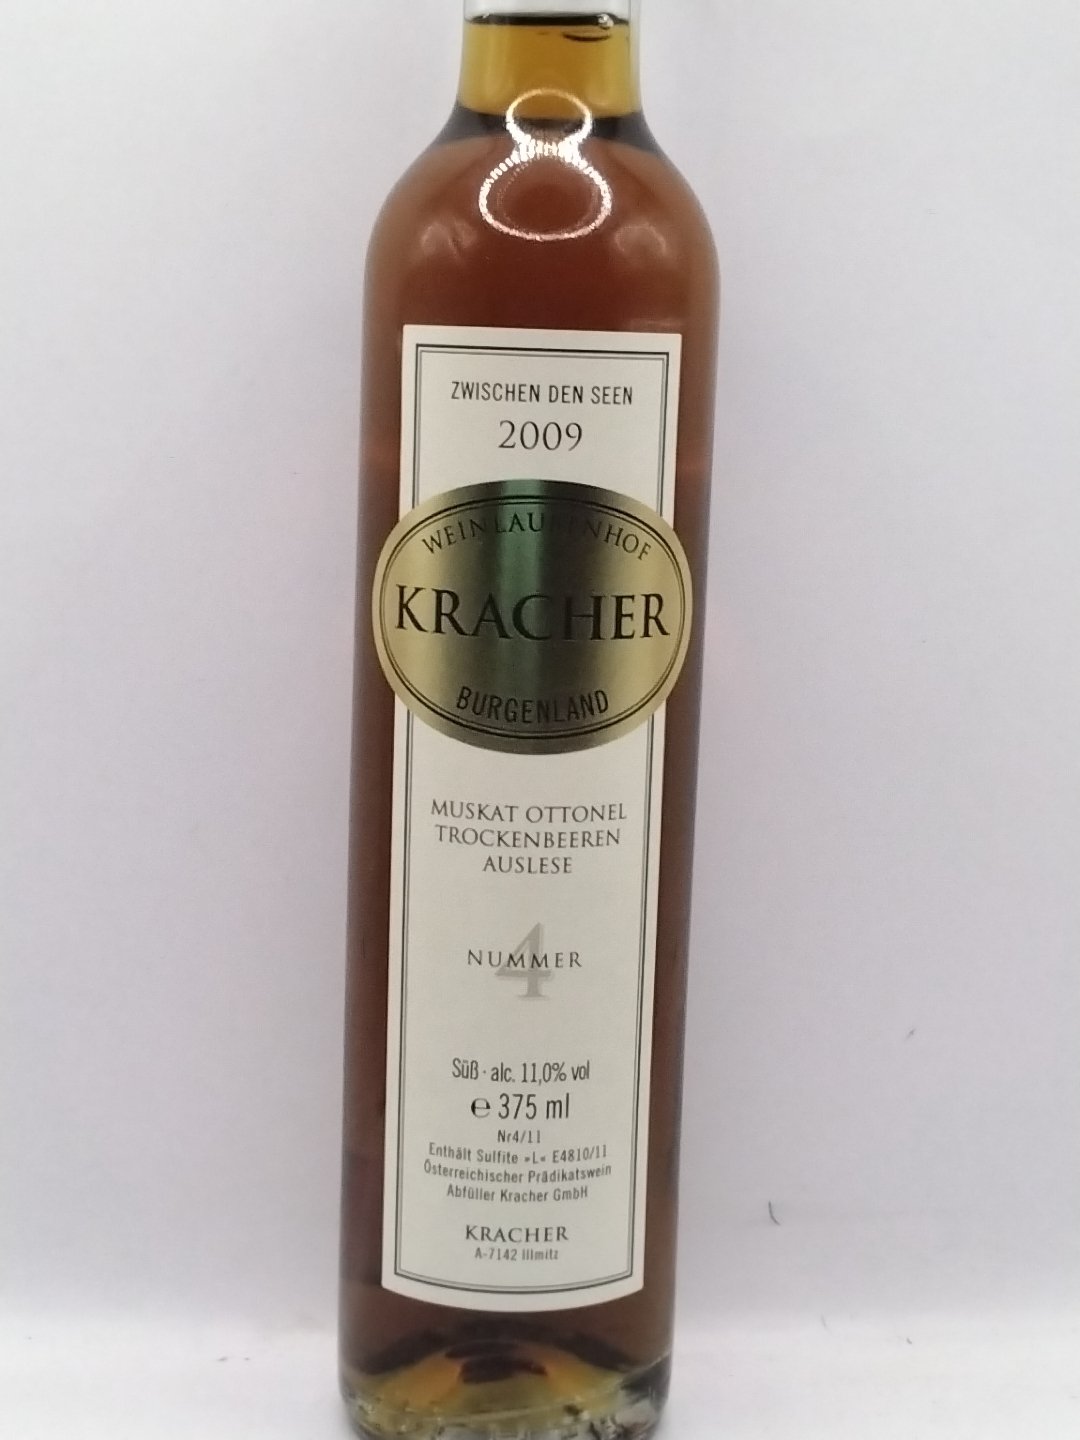 ZWISCHEN DEN SEEN
2009
WEINLAUBENHOF
KRACHER
BURGENLAND
MUSKAT OTTONEL
TROCKENBEEREN
AUSLESE
NUMMER 4
Süß · alc. 11,0% vol
℮ 375 ml
Nr4/11
Enthält Sulfite »L« E4810/11
Österreichischer Prädikatswein
Abfüller Kracher GmbH
KRACHER
A-7142 Illmitz